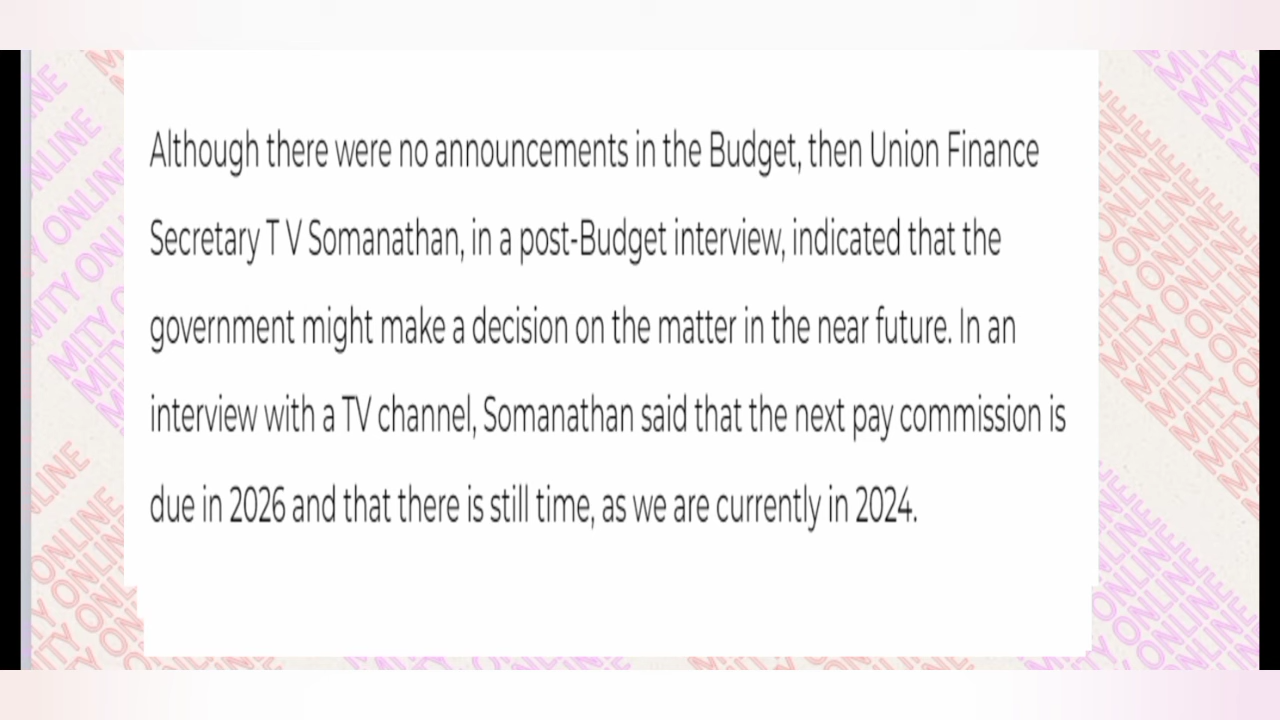 Although there were no announcements in the Budget, then Union Finance
Secretary T V Somanathan, in a post-Budget interview, indicated that the
government might make a decision on the matter in the near future. In an
interview with a TV channel, Somanathan said that the next pay commission is
due in 2026 and that there is still time, as we are currently in 2024.